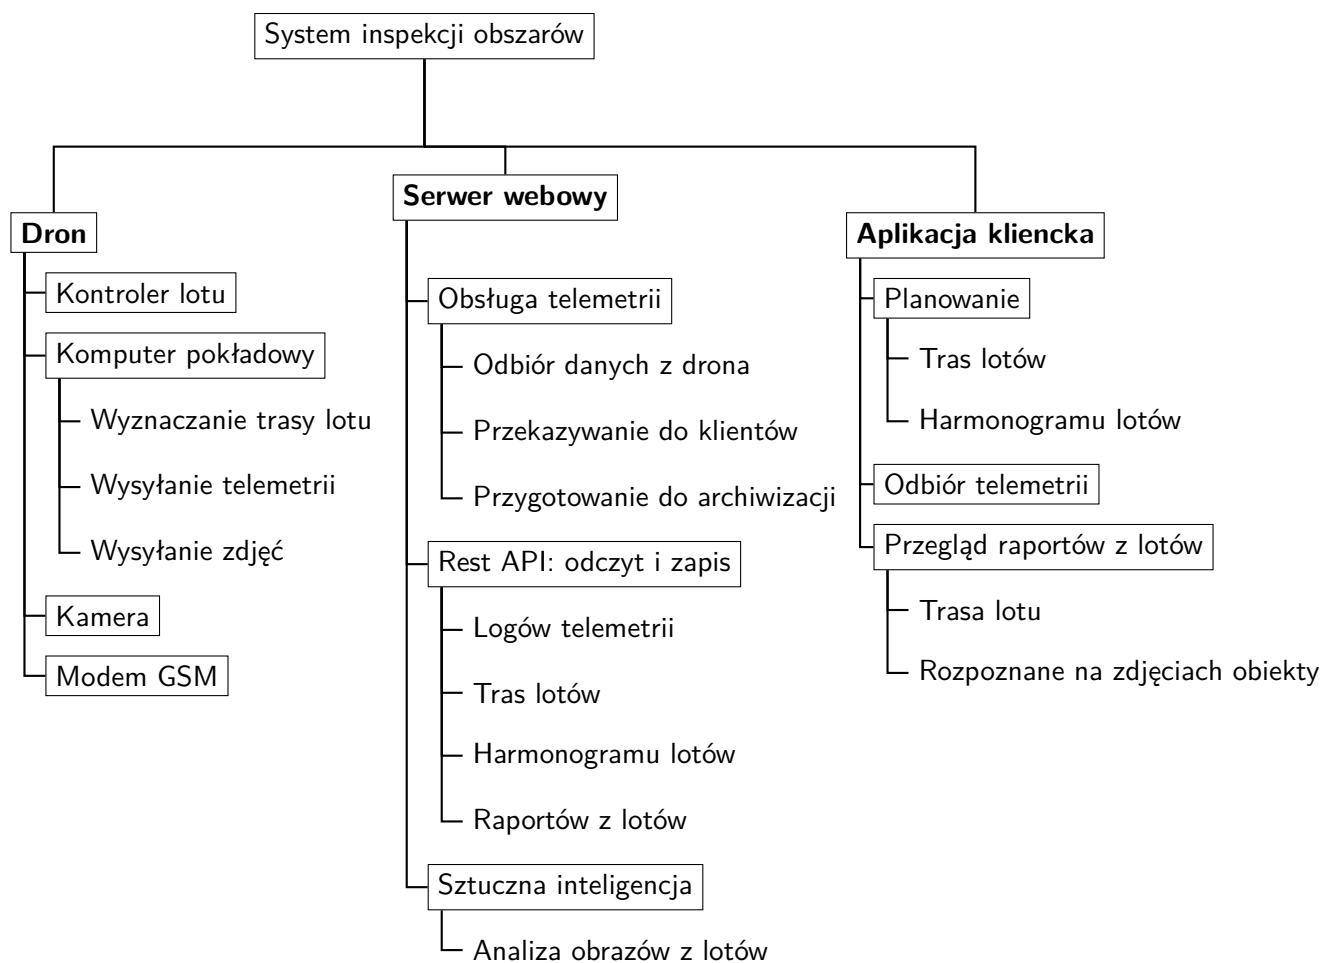 System inspekcji obszarów
Dron
Kontroler lotu
Komputer pokładowy
Wyznaczanie trasy lotu
Wysyłanie telemetrii
Wysyłanie zdjęć
Kamera
Modem GSM
Serwer webowy
Obsługa telemetrii
Odbiór danych z drona
Przekazywanie do klientów
Przygotowanie do archiwizacji
Rest API: odczyt i zapis
Logów telemetrii
Tras lotów
Harmonogramu lotów
Raportów z lotów
Sztuczna inteligencja
Analiza obrazów z lotów
Aplikacja kliencka
Planowanie
Tras lotów
Harmonogramu lotów
Odbiór telemetrii
Przegląd raportów z lotów
Trasa lotu
Rozpoznane na zdjęciach obiekty